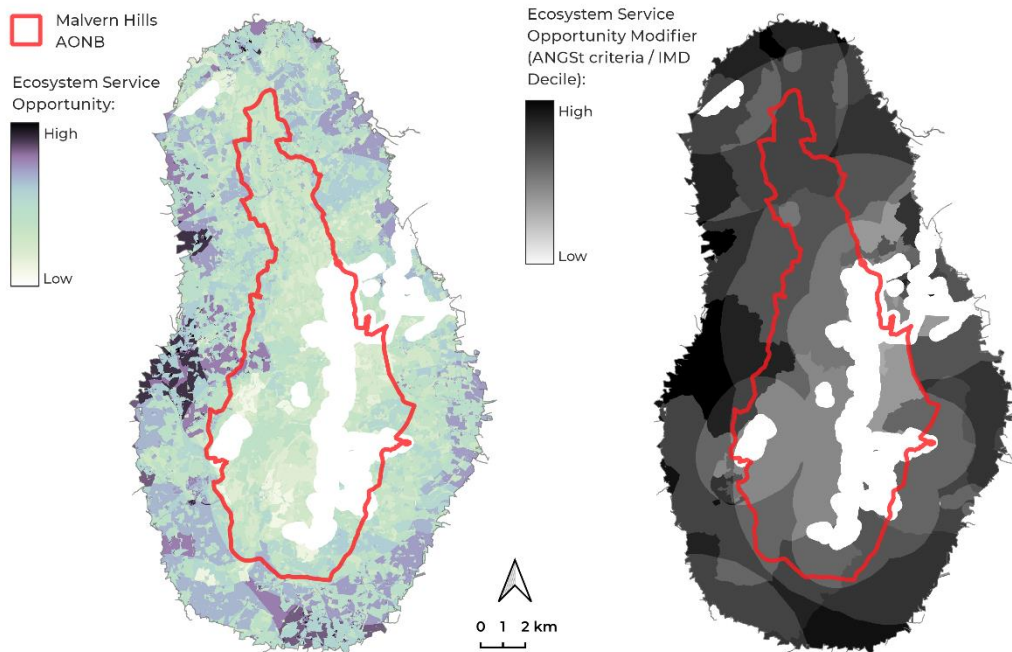 Malvern Hills
AONB
Ecosystem Service
Opportunity:
High
Low
Ecosystem Service
Opportunity Modifier
(ANGSt criteria / IMD
Decile):
High
Low
0 1 2 km